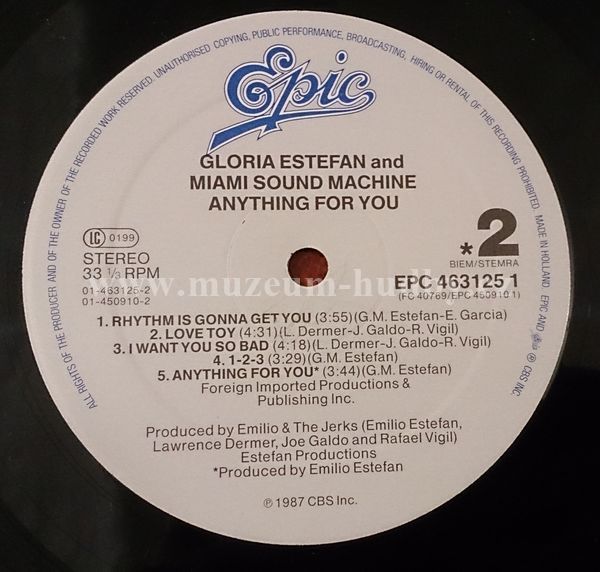 ALL RIGHTS OF THE PRODUCER AND OF THE OWNER OF THE RECORDED WORK RESERVED. UNAUTHORISED COPYING, PUBLIC PERFORMANCE, BROADCASTING, HIRING OR RENTAL OF THIS RECORDING PROHIBITED. MADE IN HOLLAND. EPIC AND epic ® CBS INC.
Epic
GLORIA ESTEFAN and
MIAMI SOUND MACHINE
ANYTHING FOR YOU
LC 0199
STEREO
33 ⅓ RPM
01-463125-2
01-450910-2
*2
BIEM/STEMRA
EPC 463125 1
(FC 40769/EPC 450910 1)
1. RHYTHM IS GONNA GET YOU (3:55)(G.M. Estefan-E. Garcia)
2. LOVE TOY (4:31)(L. Dermer-J. Galdo-R. Vigil)
3. I WANT YOU SO BAD (4:18)(L. Dermer-J. Galdo-R. Vigil)
4. 1-2-3 (3:29)(G.M. Estefan)
5. ANYTHING FOR YOU* (3:44)(G.M. Estefan)
Foreign Imported Productions &
Publishing Inc.
Produced by Emilio & The Jerks (Emilio Estefan,
Lawrence Dermer, Joe Galdo and Rafael Vigil)
Estefan Productions
*Produced by Emilio Estefan
℗ 1987 CBS Inc.